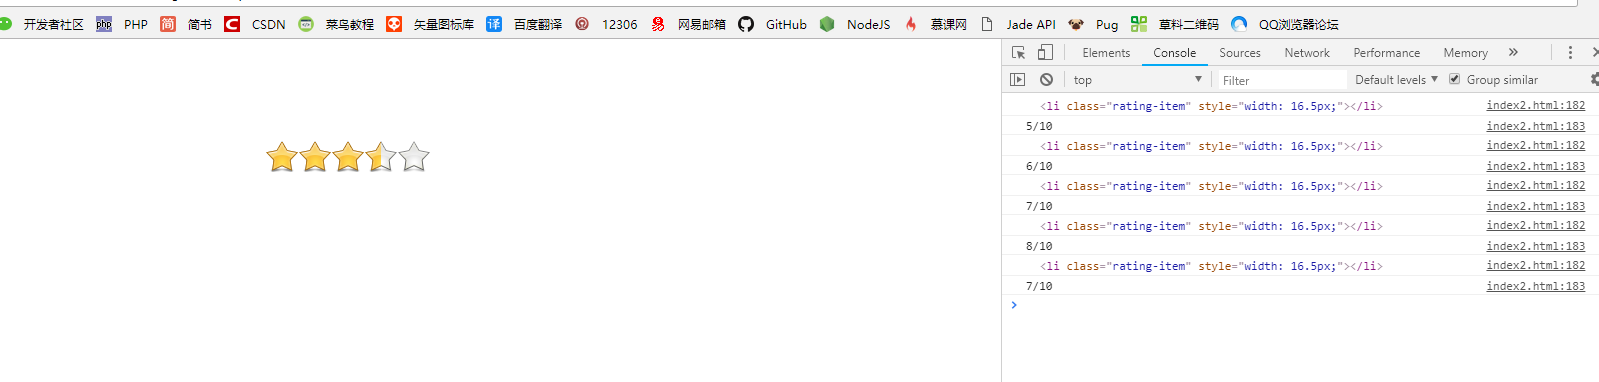 开发者社区 php PHP 简 简书 C CSDN 菜鸟教程 矢量图标库 译 百度翻译 12306 易 网易邮箱 GitHub NodeJS 慕课网 Jade API Pug 草料二维码 QQ浏览器论坛
Elements Console Sources Network Performance Memory »
top Filter Default levels Group similar
<li class="rating-item" style="width: 16.5px;"></li> index2.html:182
5/10 index2.html:183
<li class="rating-item" style="width: 16.5px;"></li> index2.html:182
6/10 index2.html:183
<li class="rating-item" style="width: 16.5px;"></li> index2.html:182
7/10 index2.html:183
<li class="rating-item" style="width: 16.5px;"></li> index2.html:182
8/10 index2.html:183
<li class="rating-item" style="width: 16.5px;"></li> index2.html:182
7/10 index2.html:183